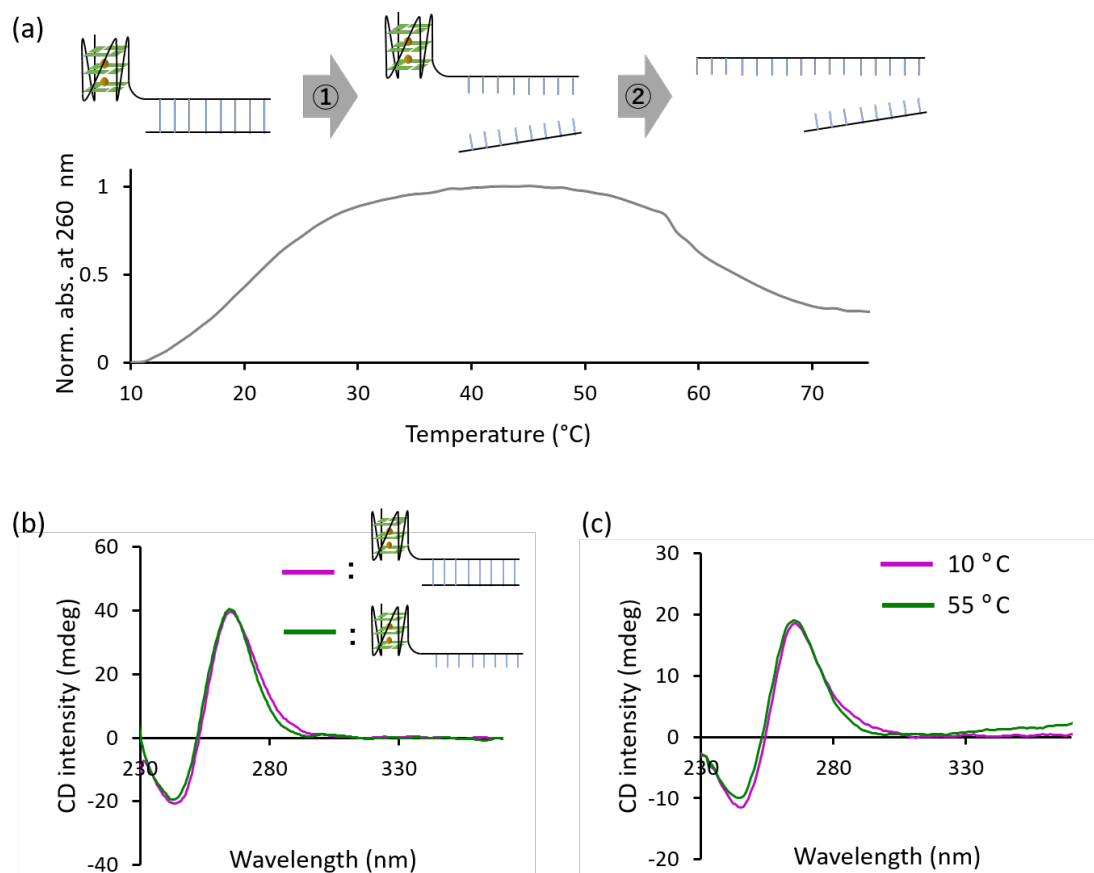 (a)
① ②
Norm. abs. at 260 nm
1
0.5
0
10 20 30 40 50 60 70
Temperature (°C)
(b)
CD intensity (mdeg)
60
40
20
0
-20
-40
230 280 330
Wavelength (nm)
:
:
(c)
CD intensity (mdeg)
30
20
10
0
-10
-20
230 280 330
Wavelength (nm)
10 °C
55 °C